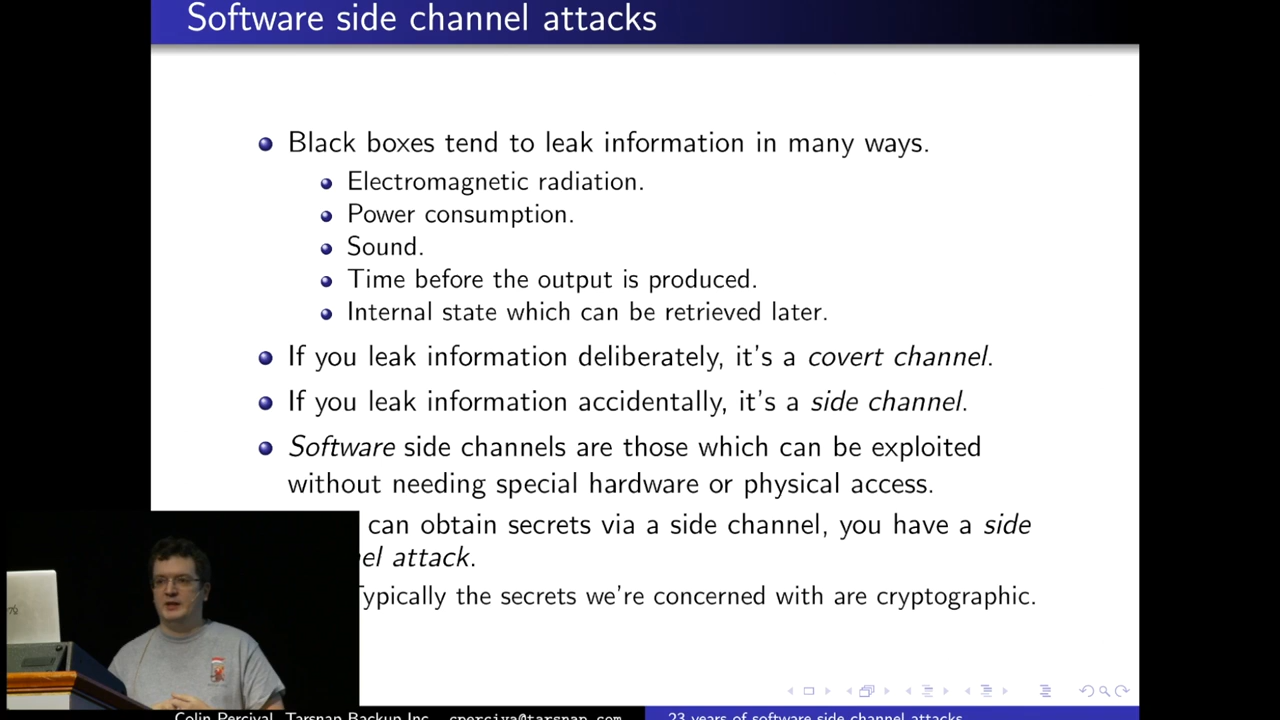 Software side channel attacks
Black boxes tend to leak information in many ways.
Electromagnetic radiation.
Power consumption.
Sound.
Time before the output is produced.
Internal state which can be retrieved later.
If you leak information deliberately, it's a covert channel.
If you leak information accidentally, it's a side channel.
Software side channels are those which can be exploited
without needing special hardware or physical access.
can obtain secrets via a side channel, you have a side
el attack.
Typically the secrets we're concerned with are cryptographic.
Colin Percival, Tarsnap Backup Inc. cperciva@tarsnap.com 23 years of software side channel attacks